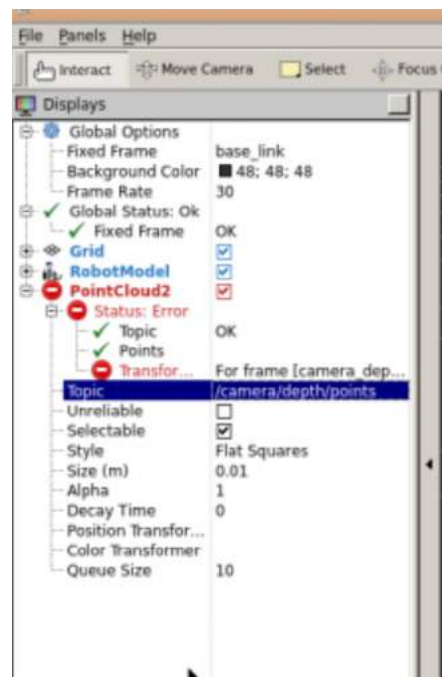 File Panels Help
Interact Move Camera Select Focus
Displays
Global Options
Fixed Frame base_link
Background Color 48; 48; 48
Frame Rate 30
Global Status: Ok
Fixed Frame OK
Grid
RobotModel
PointCloud2
Status: Error
Topic OK
Points
Transfor... For frame [camera_dep...
Topic /camera/depth/points
Unreliable
Selectable
Style Flat Squares
Size (m) 0.01
Alpha 1
Decay Time 0
Position Transfor...
Color Transformer
Queue Size 10